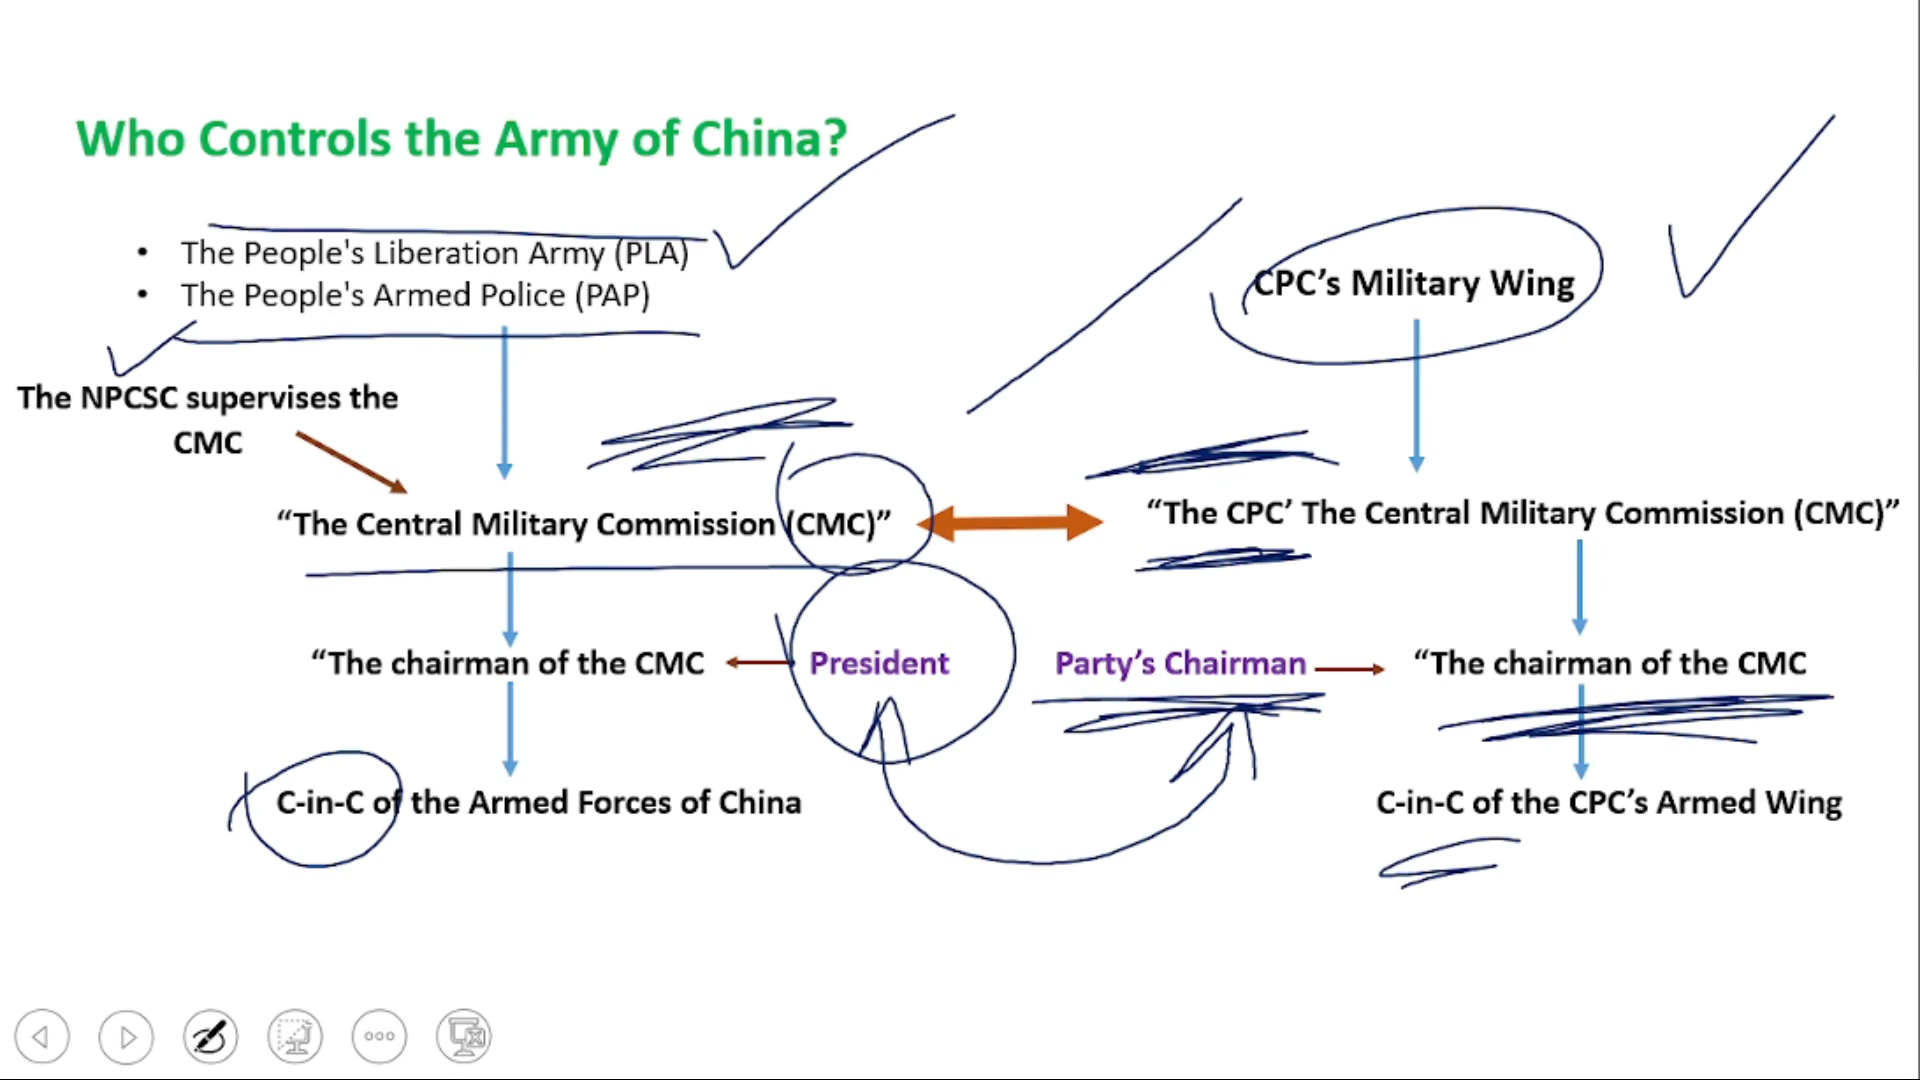 Who Controls the Army of China?
• The People's Liberation Army (PLA)
• The People's Armed Police (PAP)
CPC’s Military Wing
The NPCSC supervises the
CMC
“The Central Military Commission (CMC)”
“The CPC’ The Central Military Commission (CMC)”
“The chairman of the CMC
President
Party’s Chairman
“The chairman of the CMC
C-in-C of the Armed Forces of China
C-in-C of the CPC’s Armed Wing